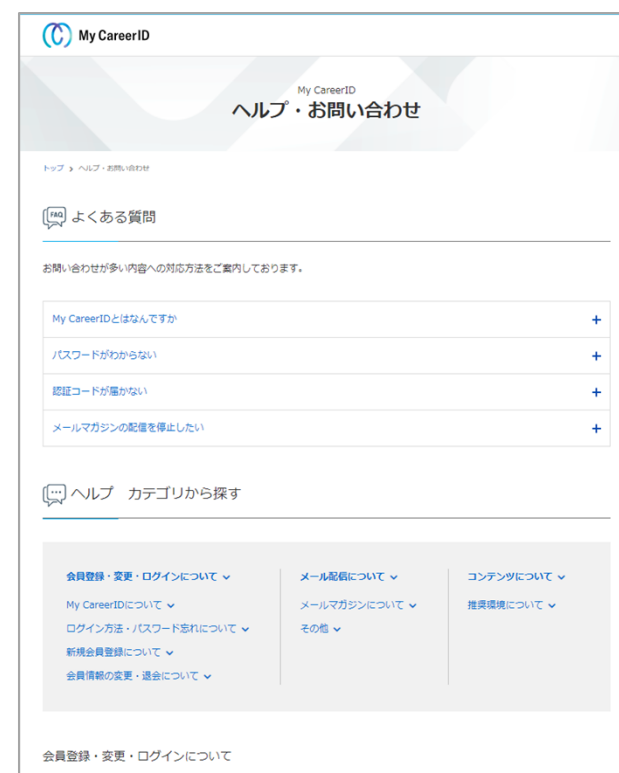 My CareerID
My CareerID
ヘルプ・お問い合わせ
トップ > ヘルプ・お問い合わせ
FAQ よくある質問
お問い合わせが多い内容への対応方法をご案内しております。
My CareerIDとはなんですか
パスワードがわからない
認証コードが届かない
メールマガジンの配信を停止したい
ヘルプ カテゴリから探す
会員登録・変更・ログインについて
My CareerIDについて
ログイン方法・パスワード忘れについて
新規会員登録について
会員情報の変更・退会について
メール配信について
メールマガジンについて
その他
コンテンツについて
推奨環境について
会員登録・変更・ログインについて